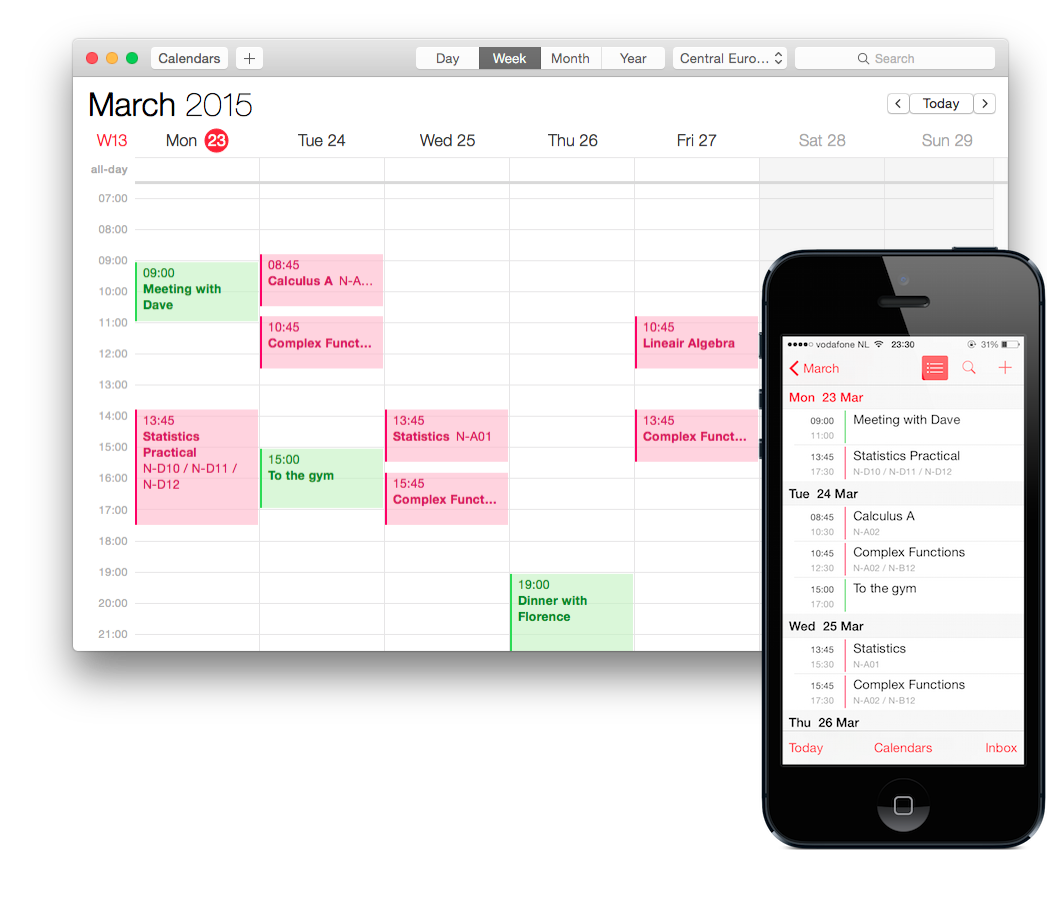 Calendars +
Day Week Month Year
Central Euro...
Search
March 2015
Today
W13 Mon 23 Tue 24 Wed 25 Thu 26 Fri 27 Sat 28 Sun 29
all-day
07:00
08:00
09:00
10:00
11:00
12:00
13:00
14:00
15:00
16:00
17:00
18:00
19:00
20:00
21:00
09:00
Meeting with
Dave
13:45
Statistics
Practical
N-D10 / N-D11 /
N-D12
08:45
Calculus A N-A...
10:45
Complex Funct...
15:00
To the gym
13:45
Statistics N-A01
15:45
Complex Funct...
19:00
Dinner with
Florence
10:45
Lineair Algebra
13:45
Complex Funct...
vodafone NL 23:30 31%
March
Mon 23 Mar
09:00 Meeting with Dave
11:00
13:45 Statistics Practical
17:30 N-D10 / N-D11 / N-D12
Tue 24 Mar
08:45 Calculus A
10:30 N-A02
10:45 Complex Functions
12:30 N-A02 / N-B12
15:00 To the gym
17:00
Wed 25 Mar
13:45 Statistics
15:30 N-A01
15:45 Complex Functions
17:30 N-A02 / N-B12
Thu 26 Mar
Today Calendars Inbox